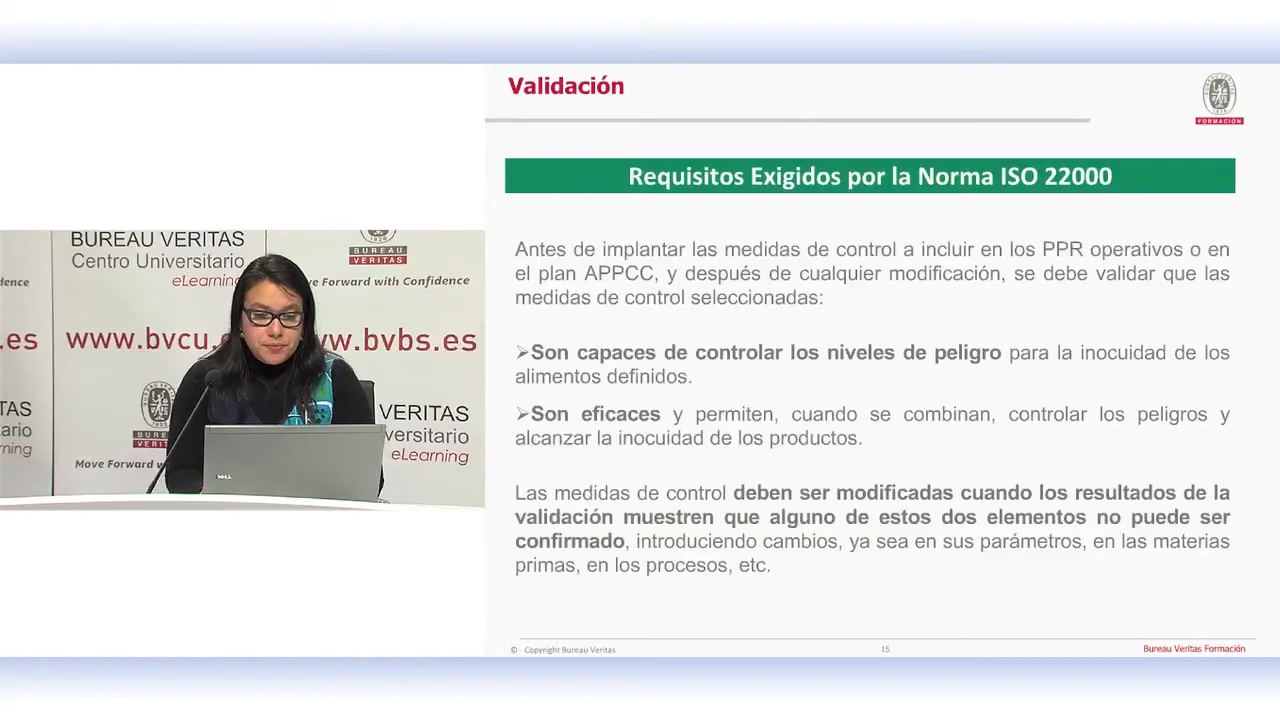 Validación
FORMACIÓN
Requisitos Exigidos por la Norma ISO 22000
Antes de implantar las medidas de control a incluir en los PPR operativos o en
el plan APPCC, y después de cualquier modificación, se debe validar que las
medidas de control seleccionadas:
➢Son capaces de controlar los niveles de peligro para la inocuidad de los
alimentos definidos.
➢Son eficaces y permiten, cuando se combinan, controlar los peligros y
alcanzar la inocuidad de los productos.
Las medidas de control deben ser modificadas cuando los resultados de la
validación muestren que alguno de estos dos elementos no puede ser
confirmado, introduciendo cambios, ya sea en sus parámetros, en las materias
primas, en los procesos, etc.
© - Copyright Bureau Veritas
15
Bureau Veritas Formación
BUREAU VERITAS
Centro Universitario
eLearning
BUREAU
VERITAS
dence
ve Forward with Confidence
.es
www.bvcu.
w.bvbs.es
TAS
ario
ning
BURE
VERIT
Move Forward w
VERITAS
versitario
eLearning
DELL